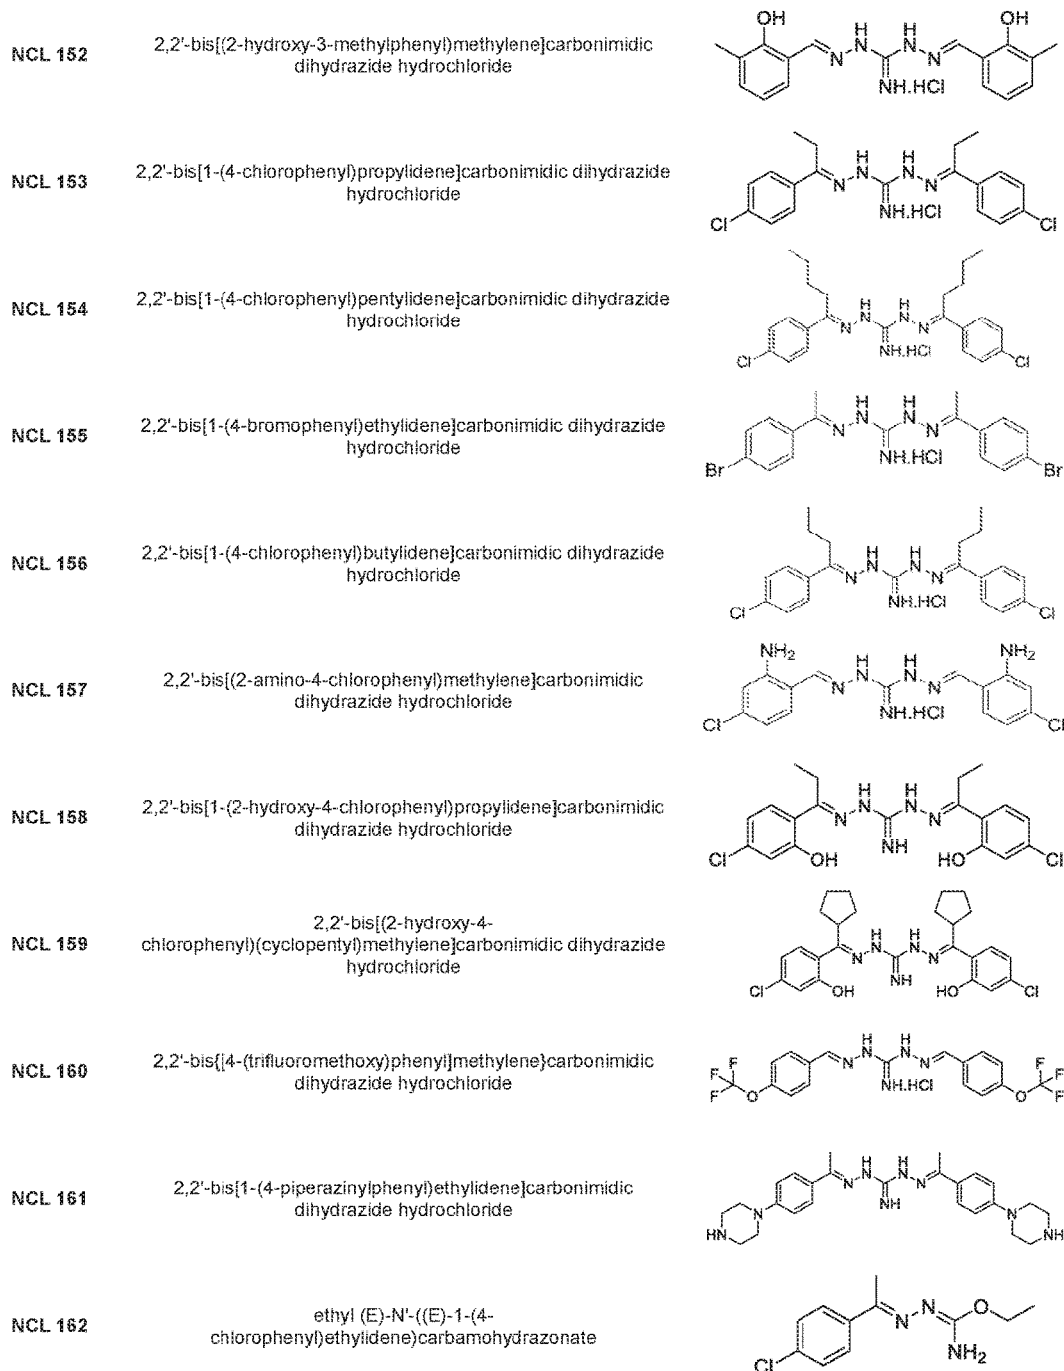 NCL 152
2,2'-bis[(2-hydroxy-3-methylphenyl)methylene]carbonimidic
dihydrazide hydrochloride
OH
OH
H
N
HN
N
N
NH.HCl
NCL 153
2,2'-bis[1-(4-chlorophenyl)propylidene]carbonimidic dihydrazide
hydrochloride
H
N
HN
N
N
NH.HCl
Cl
Cl
NCL 154
2,2'-bis[1-(4-chlorophenyl)pentylidene]carbonimidic dihydrazide
hydrochloride
H
N
HN
N
N
NH.HCl
Cl
Cl
NCL 155
2,2'-bis[1-(4-bromophenyl)ethylidene]carbonimidic dihydrazide
hydrochloride
H
N
H
N
N
N
NH.HCl
Br
Br
NCL 156
2,2'-bis[1-(4-chlorophenyl)butylidene]carbonimidic dihydrazide
hydrochloride
H
N
H
N
N
N
NH.HCl
Cl
Cl
NCL 157
2,2'-bis[(2-amino-4-chlorophenyl)methylene]carbonimidic
dihydrazide hydrochloride
NH2
NH2
H
N
H
N
N
N
NH.HCl
Cl
Cl
NCL 158
2,2'-bis[1-(2-hydroxy-4-chlorophenyl)propylidene]carbonimidic
dihydrazide hydrochloride
H
N
H
N
N
N
NH
Cl
OH
HO
Cl
NCL 159
2,2'-bis[(2-hydroxy-4-
chlorophenyl)(cyclopentyl)methylene]carbonimidic dihydrazide
hydrochloride
H
N
H
N
N
N
NH
Cl
OH
HO
Cl
NCL 160
2,2'-bis{[4-(trifluoromethoxy)phenyl]methylene}carbonimidic
dihydrazide hydrochloride
H
N
H
N
N
N
NH.HCl
F
F
F
O
O
F
F
F
NCL 161
2,2'-bis[1-(4-piperazinylphenyl)ethylidene]carbonimidic
dihydrazide hydrochloride
H
N
H
N
N
N
NH
N
N
HN
NH
NCL 162
ethyl (E)-N'-((E)-1-(4-
chlorophenyl)ethylidene)carbamohydrazonate
N
N
O
NH2
Cl